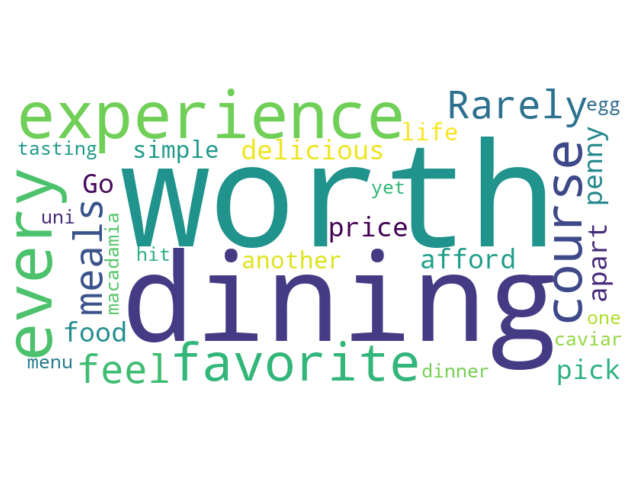 experience
Rarely
egg
life
tasting
simple
delicious
worth
every
Go
yet
penny
course
uni
meals
macadamia
price
hit
another
afford
apart
dining
food
one
favorite
caviar
menu
feel
dinner
pick